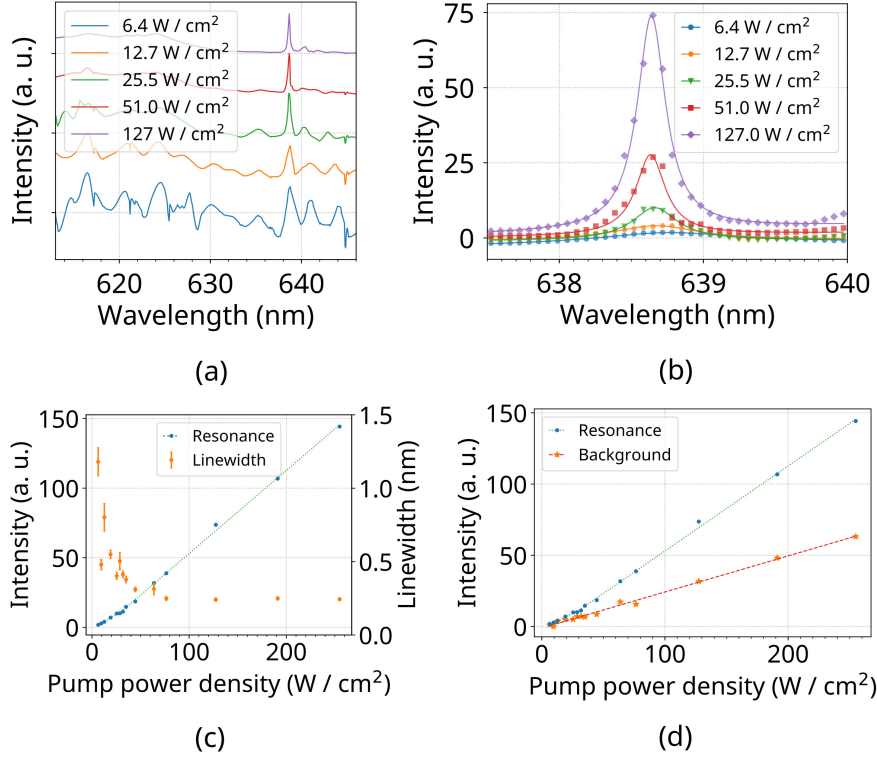 6.4 W / cm²
12.7 W / cm²
25.5 W / cm²
51.0 W / cm²
127 W / cm²
Intensity (a. u.)
620
630
640
Wavelength (nm)
(a)
75
50
25
0
6.4 W / cm²
12.7 W / cm²
25.5 W / cm²
51.0 W / cm²
127.0 W / cm²
Intensity (a. u.)
638
639
640
Wavelength (nm)
(b)
150
100
50
0
Resonance
Linewidth
Intensity (a. u.)
1.5
1.0
0.5
0.0
Linewidth (nm)
0
100
200
Pump power density (W / cm²)
(c)
150
100
50
0
Resonance
Background
Intensity (a. u.)
0
100
200
Pump power density (W / cm²)
(d)